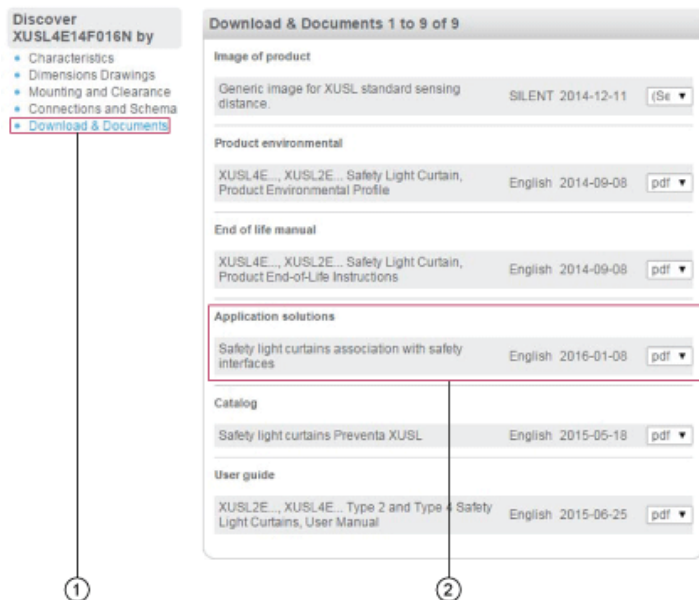 Discover
XUSL4E14F016N by
Characteristics
Dimensions Drawings
Mounting and Clearance
Connections and Schema
Download & Documents
Download & Documents 1 to 9 of 9
Image of product
Generic image for XUSL standard sensing
distance.
SILENT 2014-12-11 (Se
Product environmental
XUSL4E..., XUSL2E... Safety Light Curtain,
Product Environmental Profile
English 2014-09-08 pdf
End of life manual
XUSL4E..., XUSL2E... Safety Light Curtain,
Product End-of-Life Instructions
English 2014-09-08 pdf
Application solutions
Safety light curtains association with safety
interfaces
English 2016-01-08 pdf
Catalog
Safety light curtains Preventa XUSL English 2015-05-18 pdf
User guide
XUSL2E..., XUSL4E... Type 2 and Type 4 Safety
Light Curtains, User Manual
English 2015-06-25 pdf
1
2